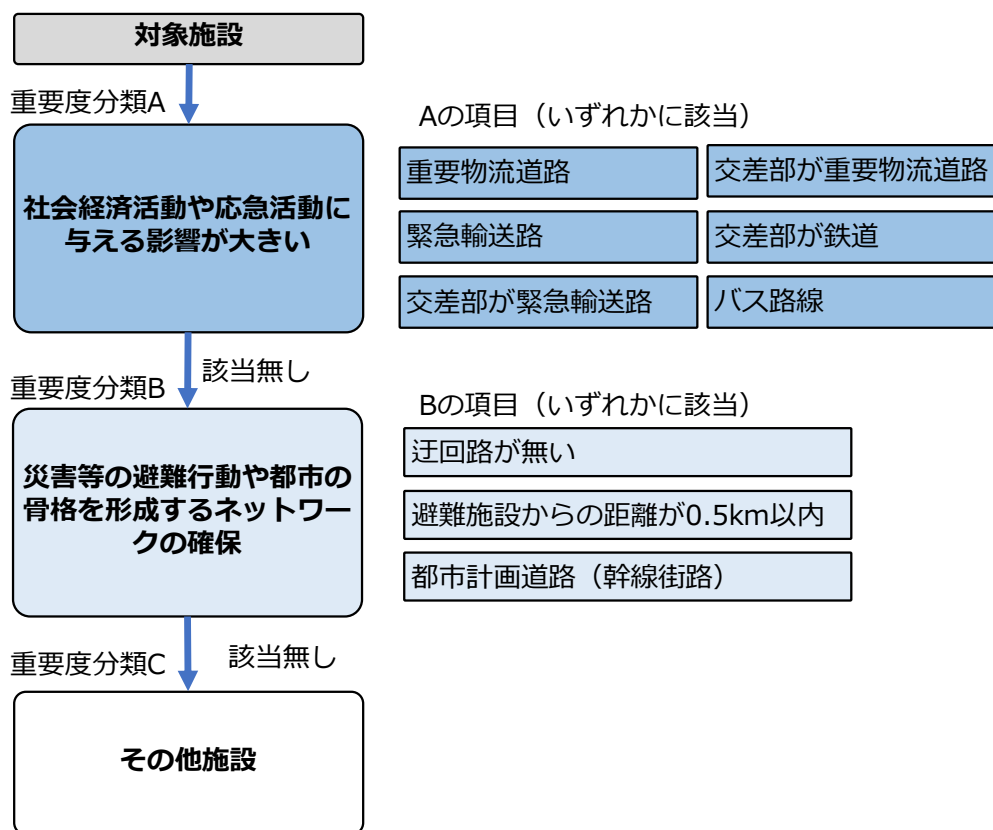 対象施設
重要度分類A
社会経済活動や応急活動に
与える影響が大きい
Aの項目（いずれかに該当）
重要物流道路
交差部が重要物流道路
緊急輸送路
交差部が鉄道
交差部が緊急輸送路
バス路線
該当無し
重要度分類B
災害等の避難行動や都市の
骨格を形成するネットワー
クの確保
Bの項目（いずれかに該当）
迂回路が無い
避難施設からの距離が0.5km以内
都市計画道路（幹線街路）
該当無し
重要度分類C
その他施設